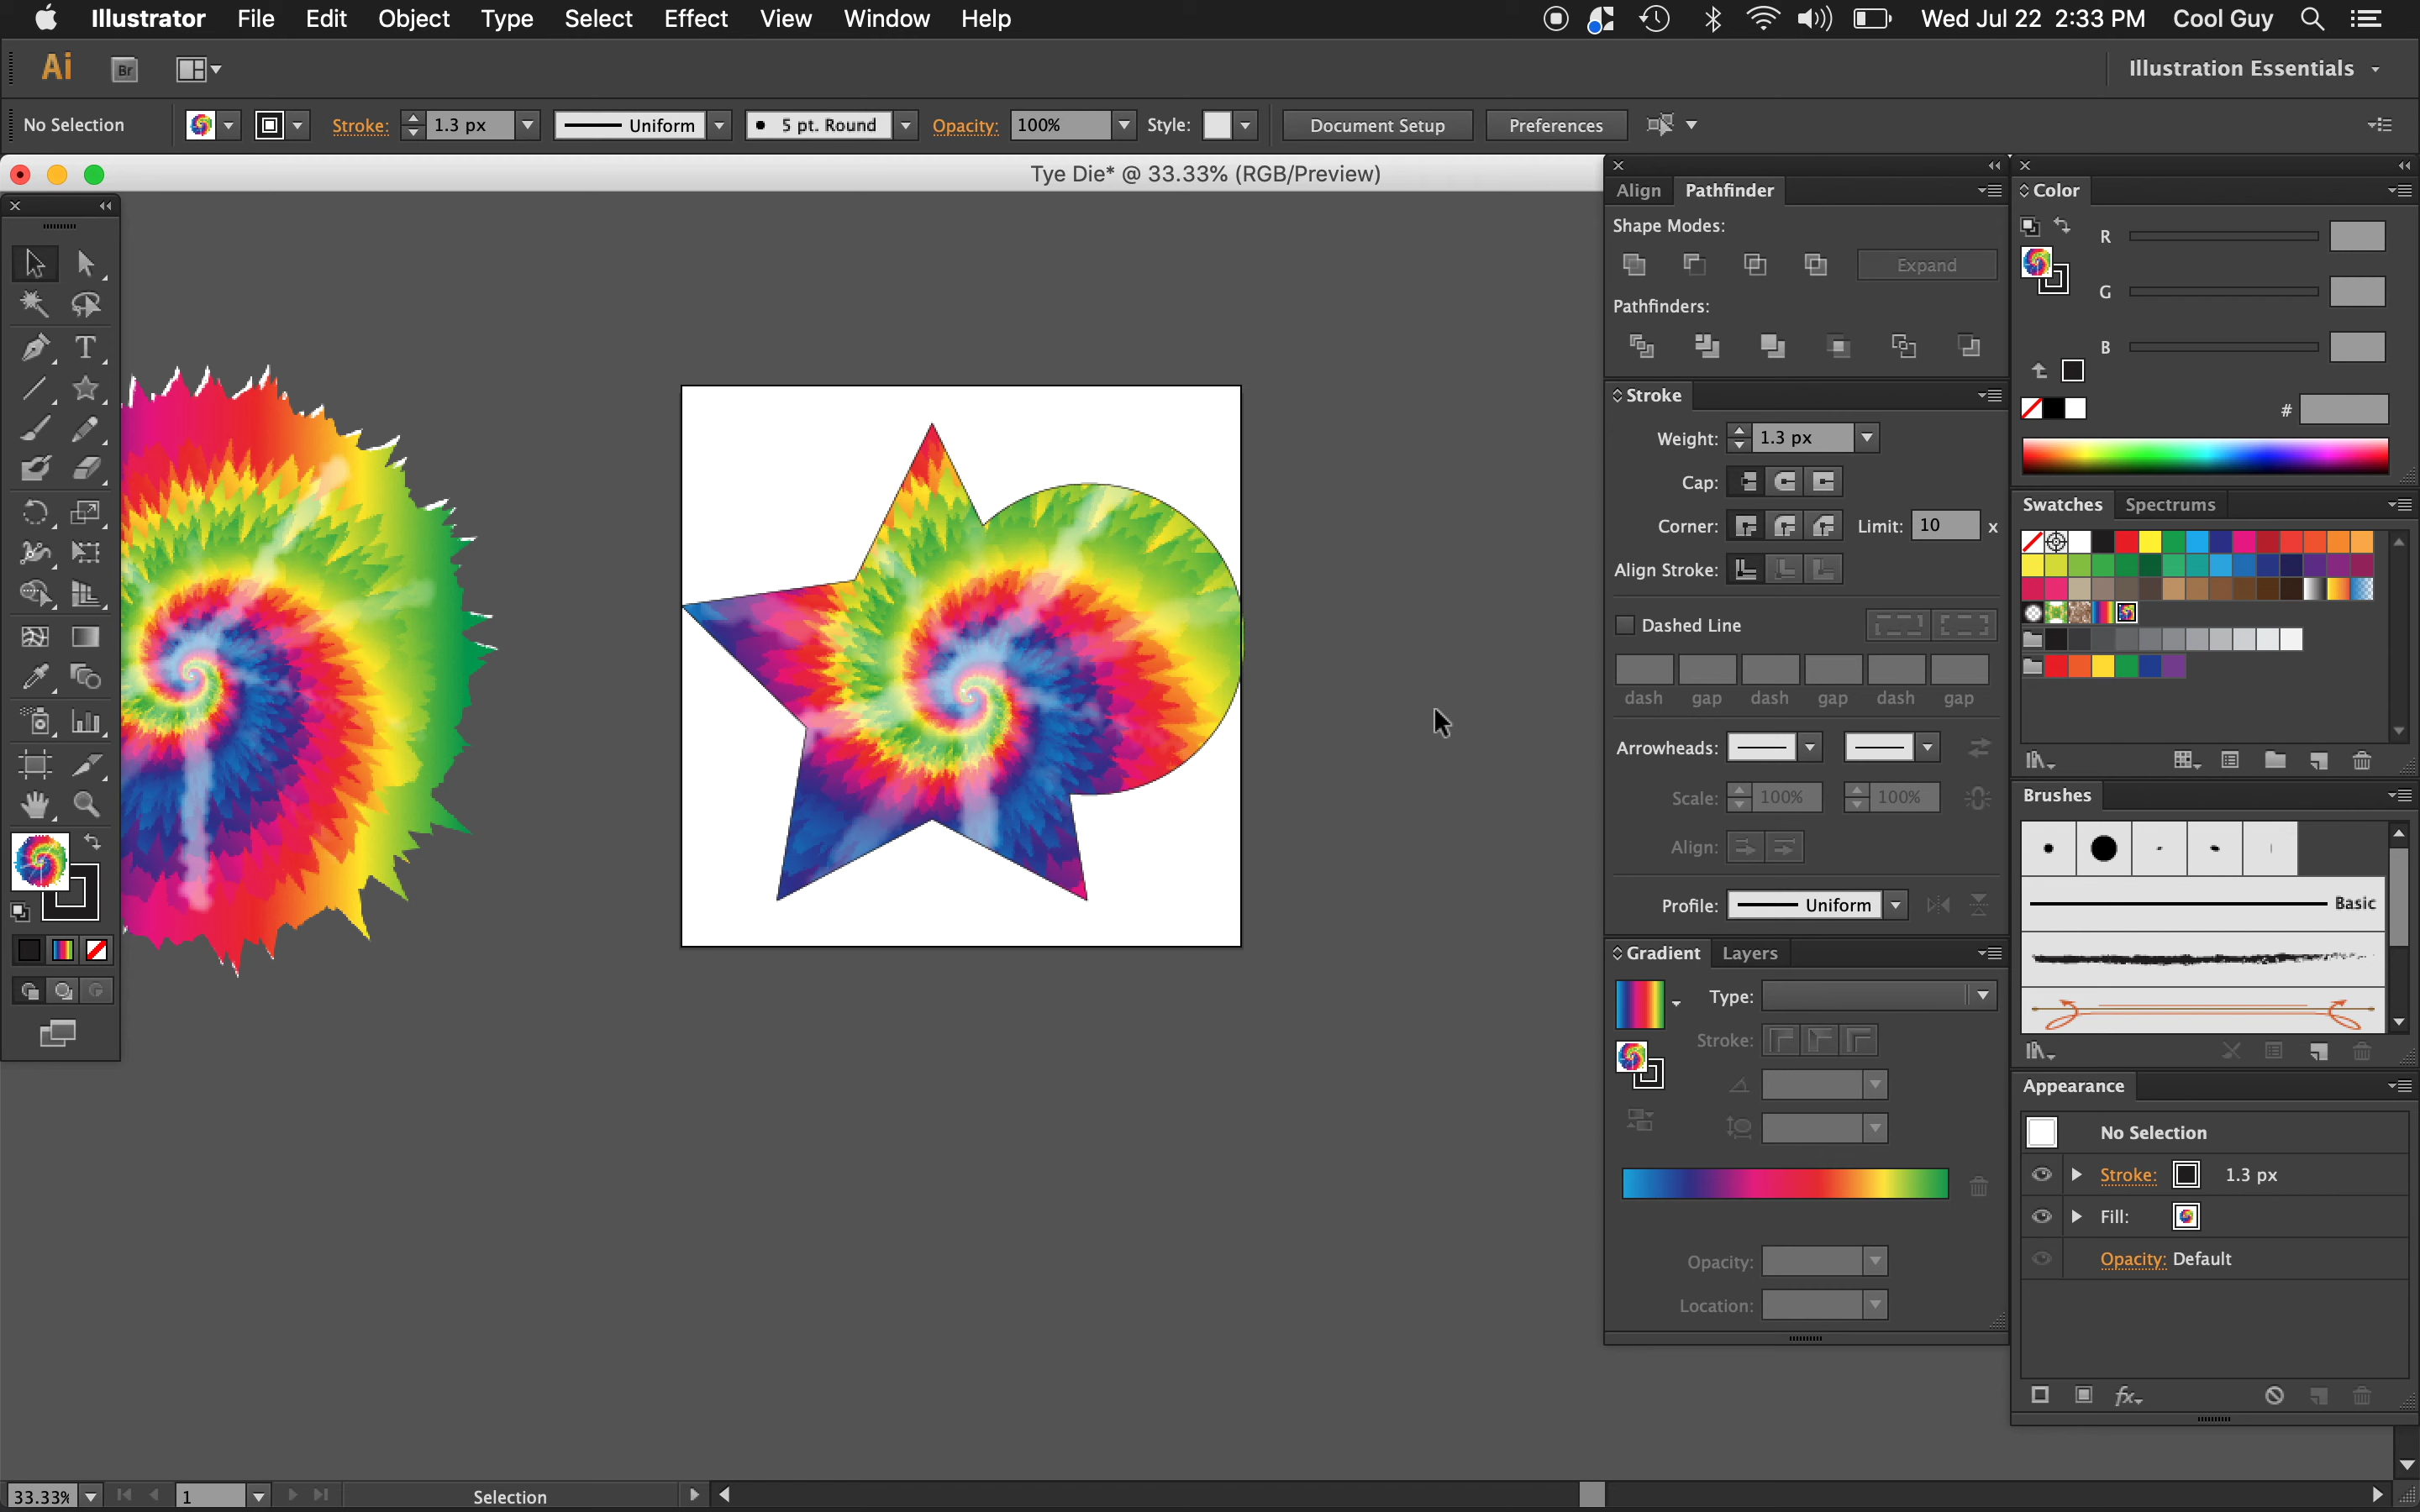 Illustrator File Edit Object Type Select Effect View Window Help Wed Jul 22 2:33 PM Cool Guy
Ai Br Illustration Essentials
No Selection Stroke: 1.3 px Uniform 5 pt. Round Opacity: 100% Style: Document Setup Preferences
Tye Die* @ 33.33% (RGB/Preview)
Align Pathfinder
Shape Modes:
Expand
Pathfinders:
Stroke
Weight: 1.3 px
Cap:
Corner: Limit: 10 x
Align Stroke:
Dashed Line
dash gap dash gap dash gap
Arrowheads:
Scale: 100% 100%
Align:
Profile: Uniform
Gradient Layers
Type:
Stroke:
Opacity:
Location:
Color
R
G
B
#
Swatches Spectrums
Brushes
Basic
Appearance
No Selection
Stroke: 1.3 px
Fill:
Opacity: Default
fx
T
33.33% 1 Selection